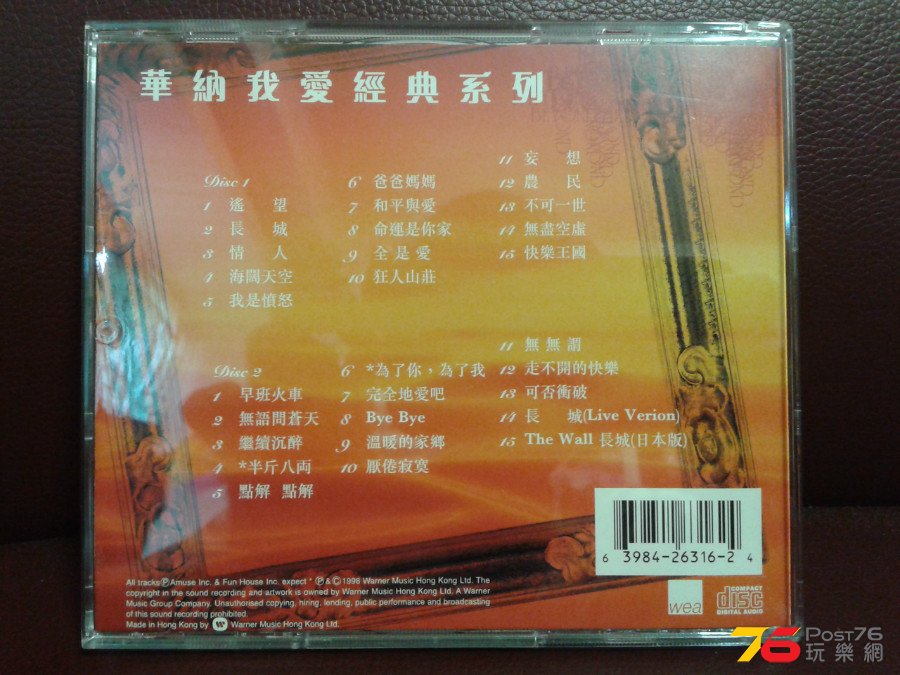 華納我愛經典系列
Disc 1
1 遙望
2 長城
3 情人
4 海闊天空
5 我是憤怒
6 爸爸媽媽
7 和平與愛
8 命運是你家
9 全是愛
10 狂人山莊
11 妄想
12 農民
13 不可一世
14 無盡空虛
15 快樂王國
Disc 2
1 早班火車
2 無語問蒼天
3 繼續沉醉
4 *半斤八両
5 點解 點解
6 *為了你，為了我
7 完全地愛吧
8 Bye Bye
9 溫暖的家鄉
10 厭倦寂寞
11 無無謂
12 走不開的快樂
13 可否衝破
14 長城(Live Verion)
15 The Wall 長城(日本版)
6 39842-6316-2 4
All tracks Ⓟ Amuse Inc. & Fun House Inc. expect * Ⓟ & © 1998 Warner Music Hong Kong Ltd. The
copyright in the sound recording and artwork is owned by Warner Music Hong Kong Ltd. A Warner
Music Group Company. Unauthorised copying, hiring, lending, public performance and broadcasting
of this sound recording prohibited.
Made in Hong Kong by Warner Music Hong Kong Ltd.
wea
COMPACT
disc
DIGITAL AUDIO
76 Post76
玩樂網